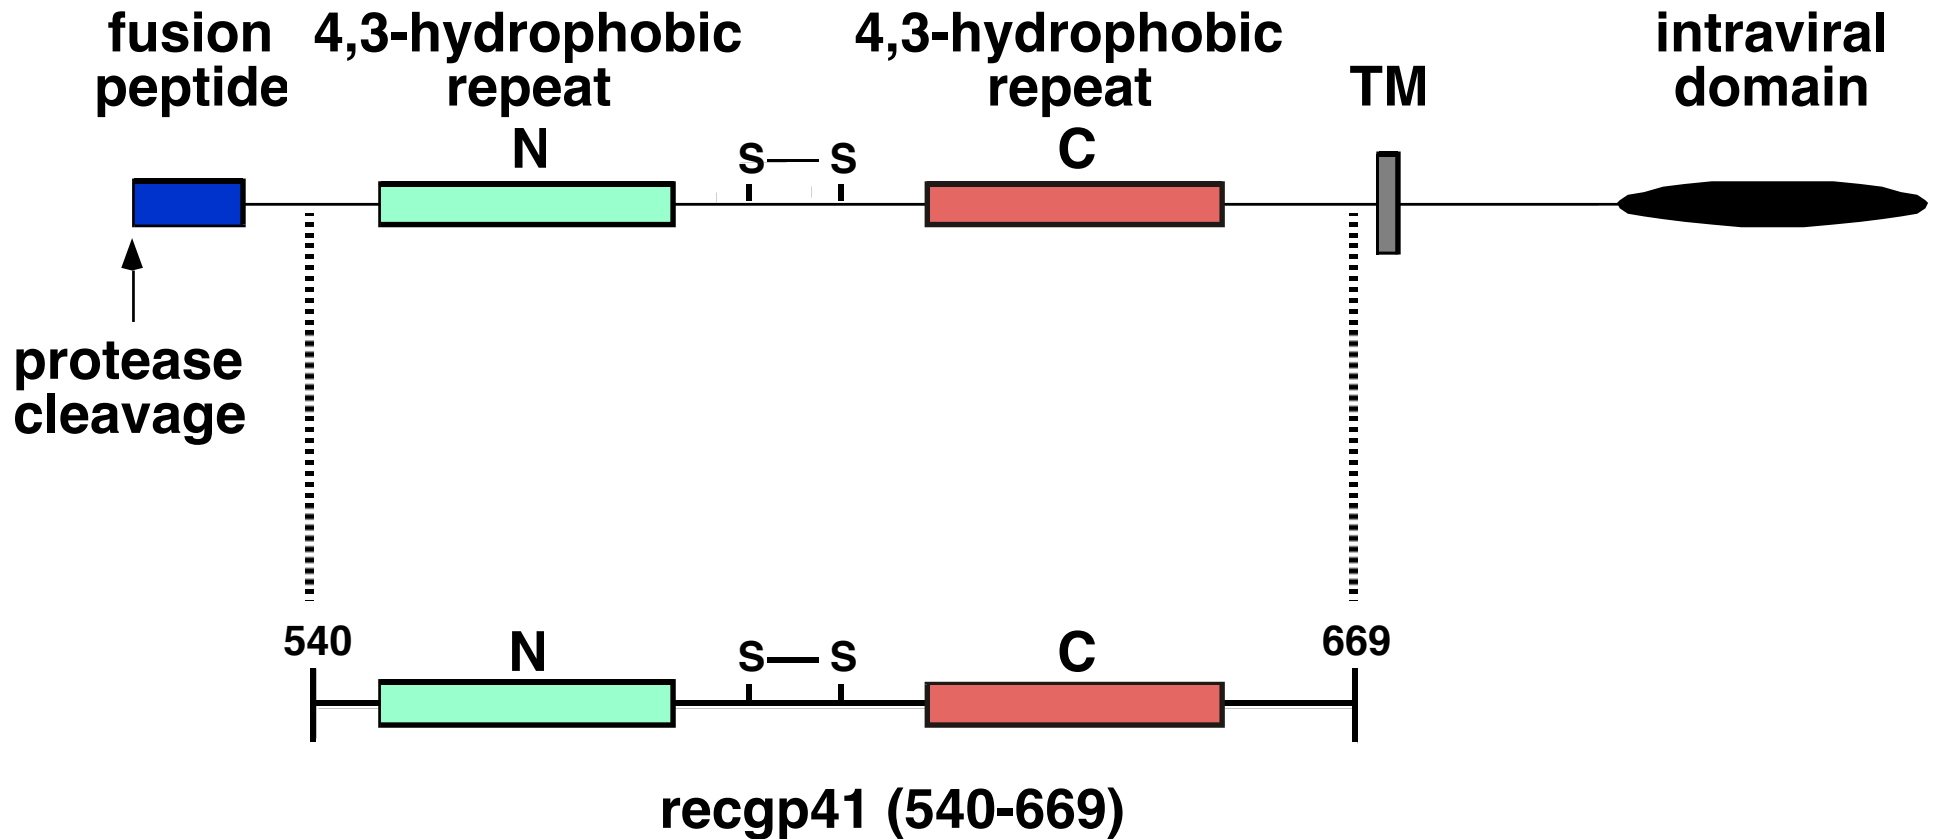 fusion
peptide
4,3-hydrophobic
repeat
N
S S
4,3-hydrophobic
repeat
C
TM
intraviral
domain
protease
cleavage
540
N
S S
C
669
recgp41 (540-669)